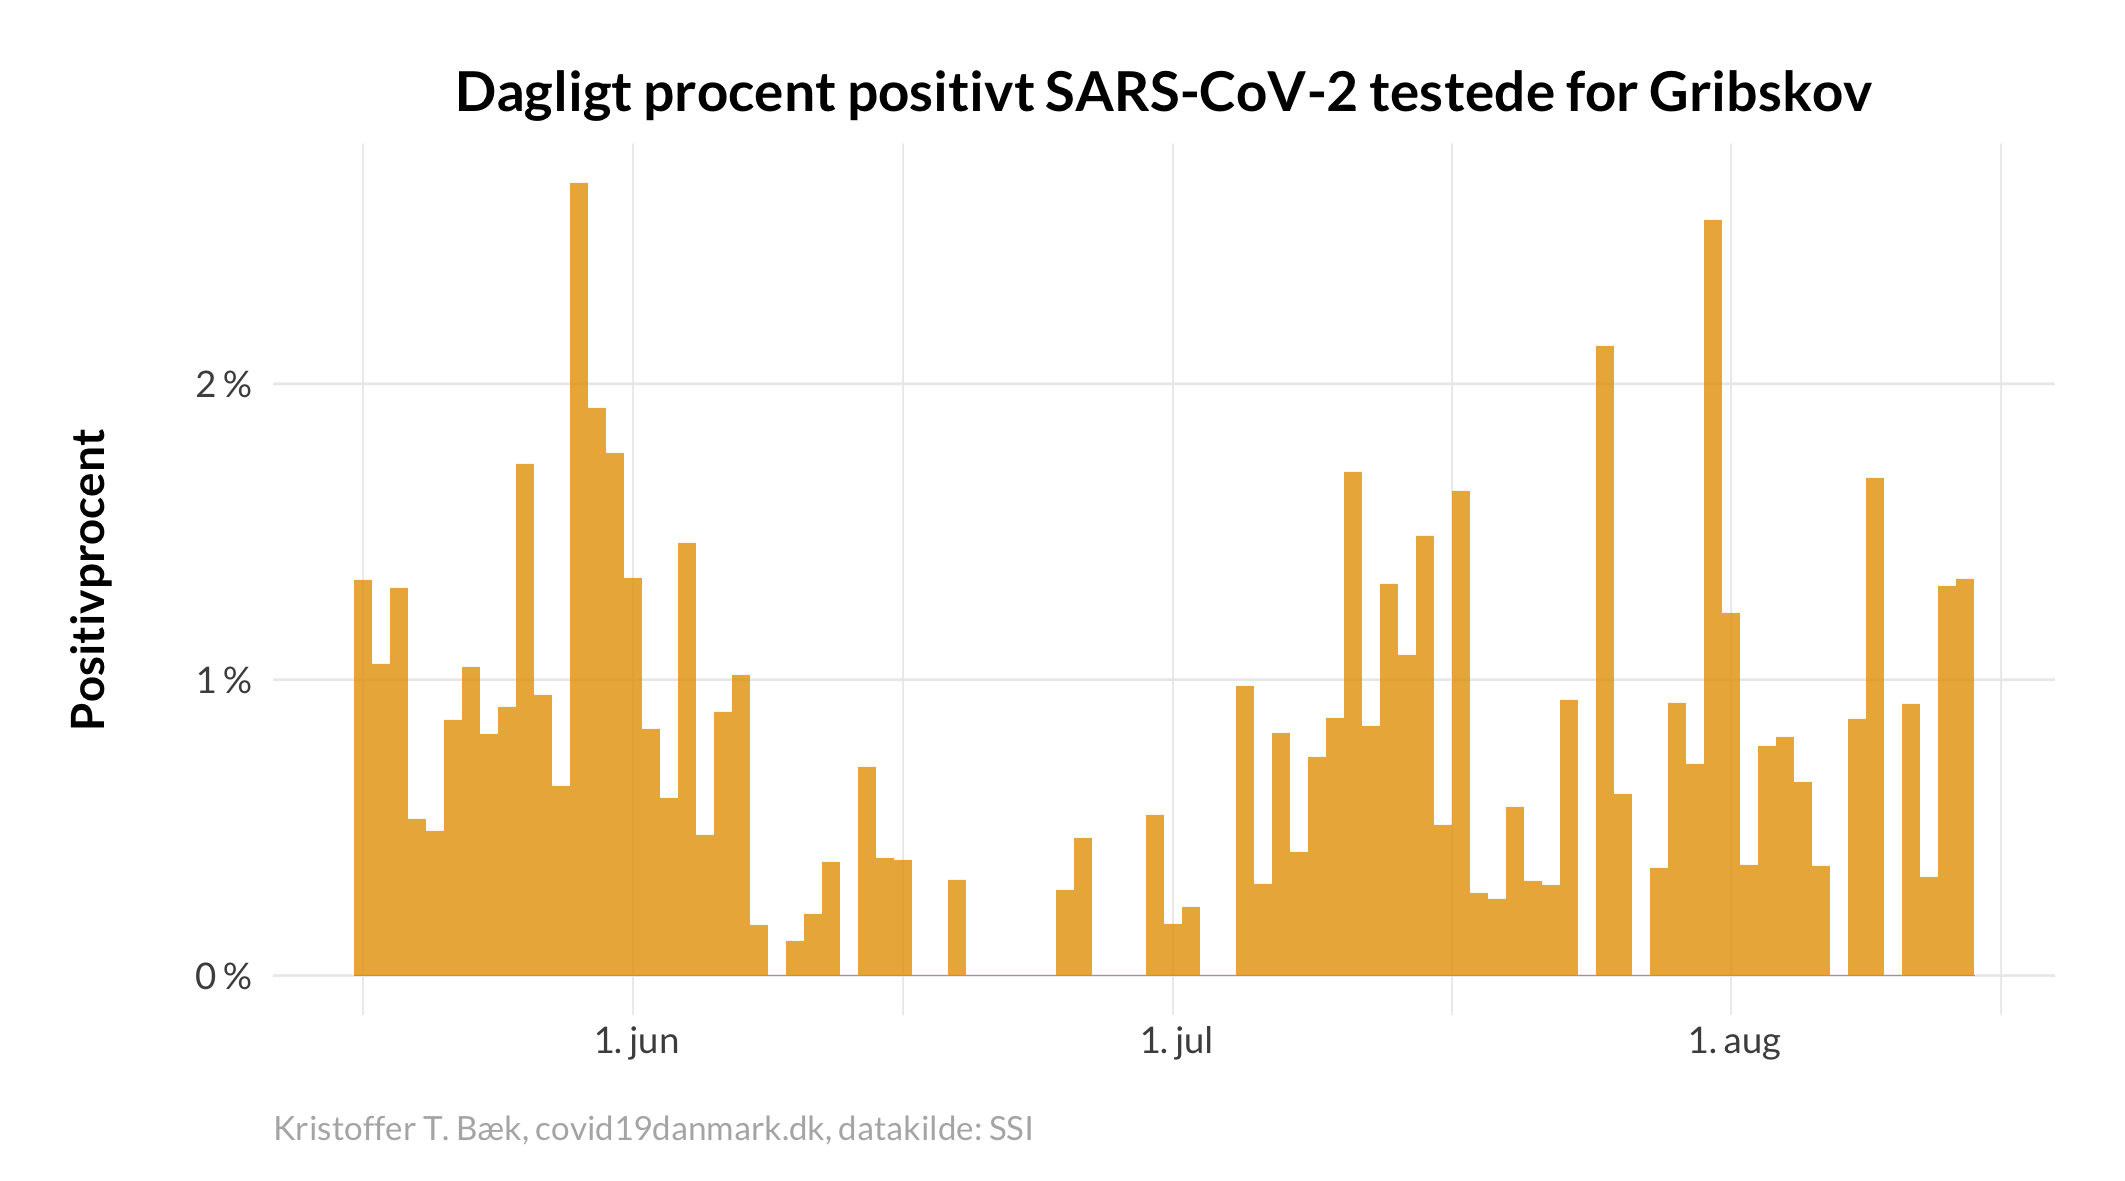 Dagligt procent positivt SARS-CoV-2 testede for Gribskov
Positivprocent
2 %
1 %
0 %
1. jun
1. jul
1. aug
Kristoffer T. Bæk, covid19danmark.dk, datakilde: SSI